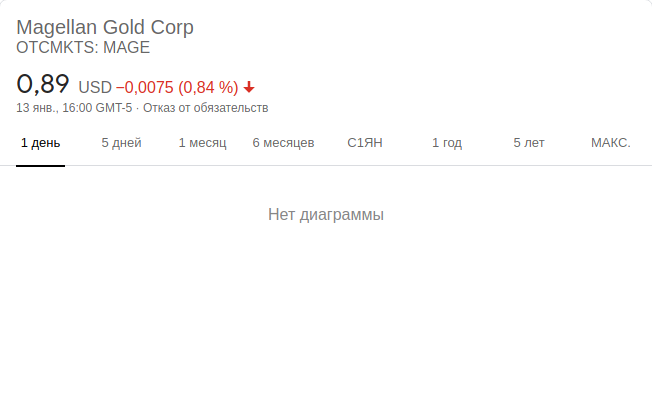 Magellan Gold Corp
OTCMKTS: MAGE
0,89 USD −0,0075 (0,84 %)
13 янв., 16:00 GMT-5 · Отказ от обязательств
1 день 5 дней 1 месяц 6 месяцев С1ЯН 1 год 5 лет МАКС.
Нет диаграммы